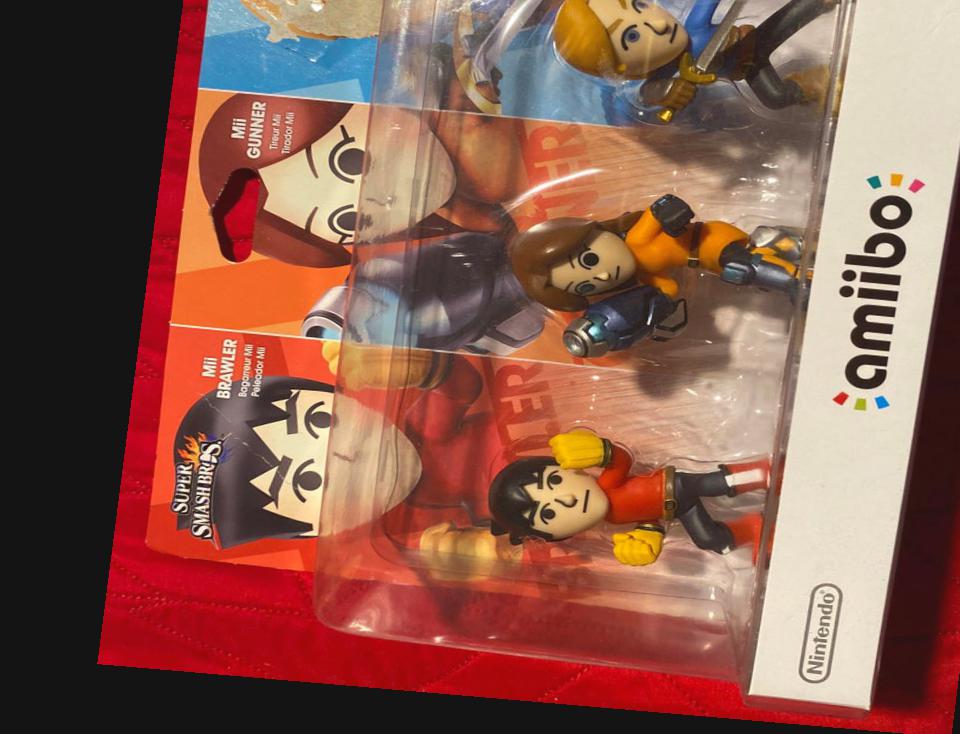 Mii
BRAWLER
Bagarreur Mii
Peleador Mii
SUPER
SMASH BROS.
Mii
GUNNER
Tireur Mii
Tirador Mii
amiibo
Nintendo®